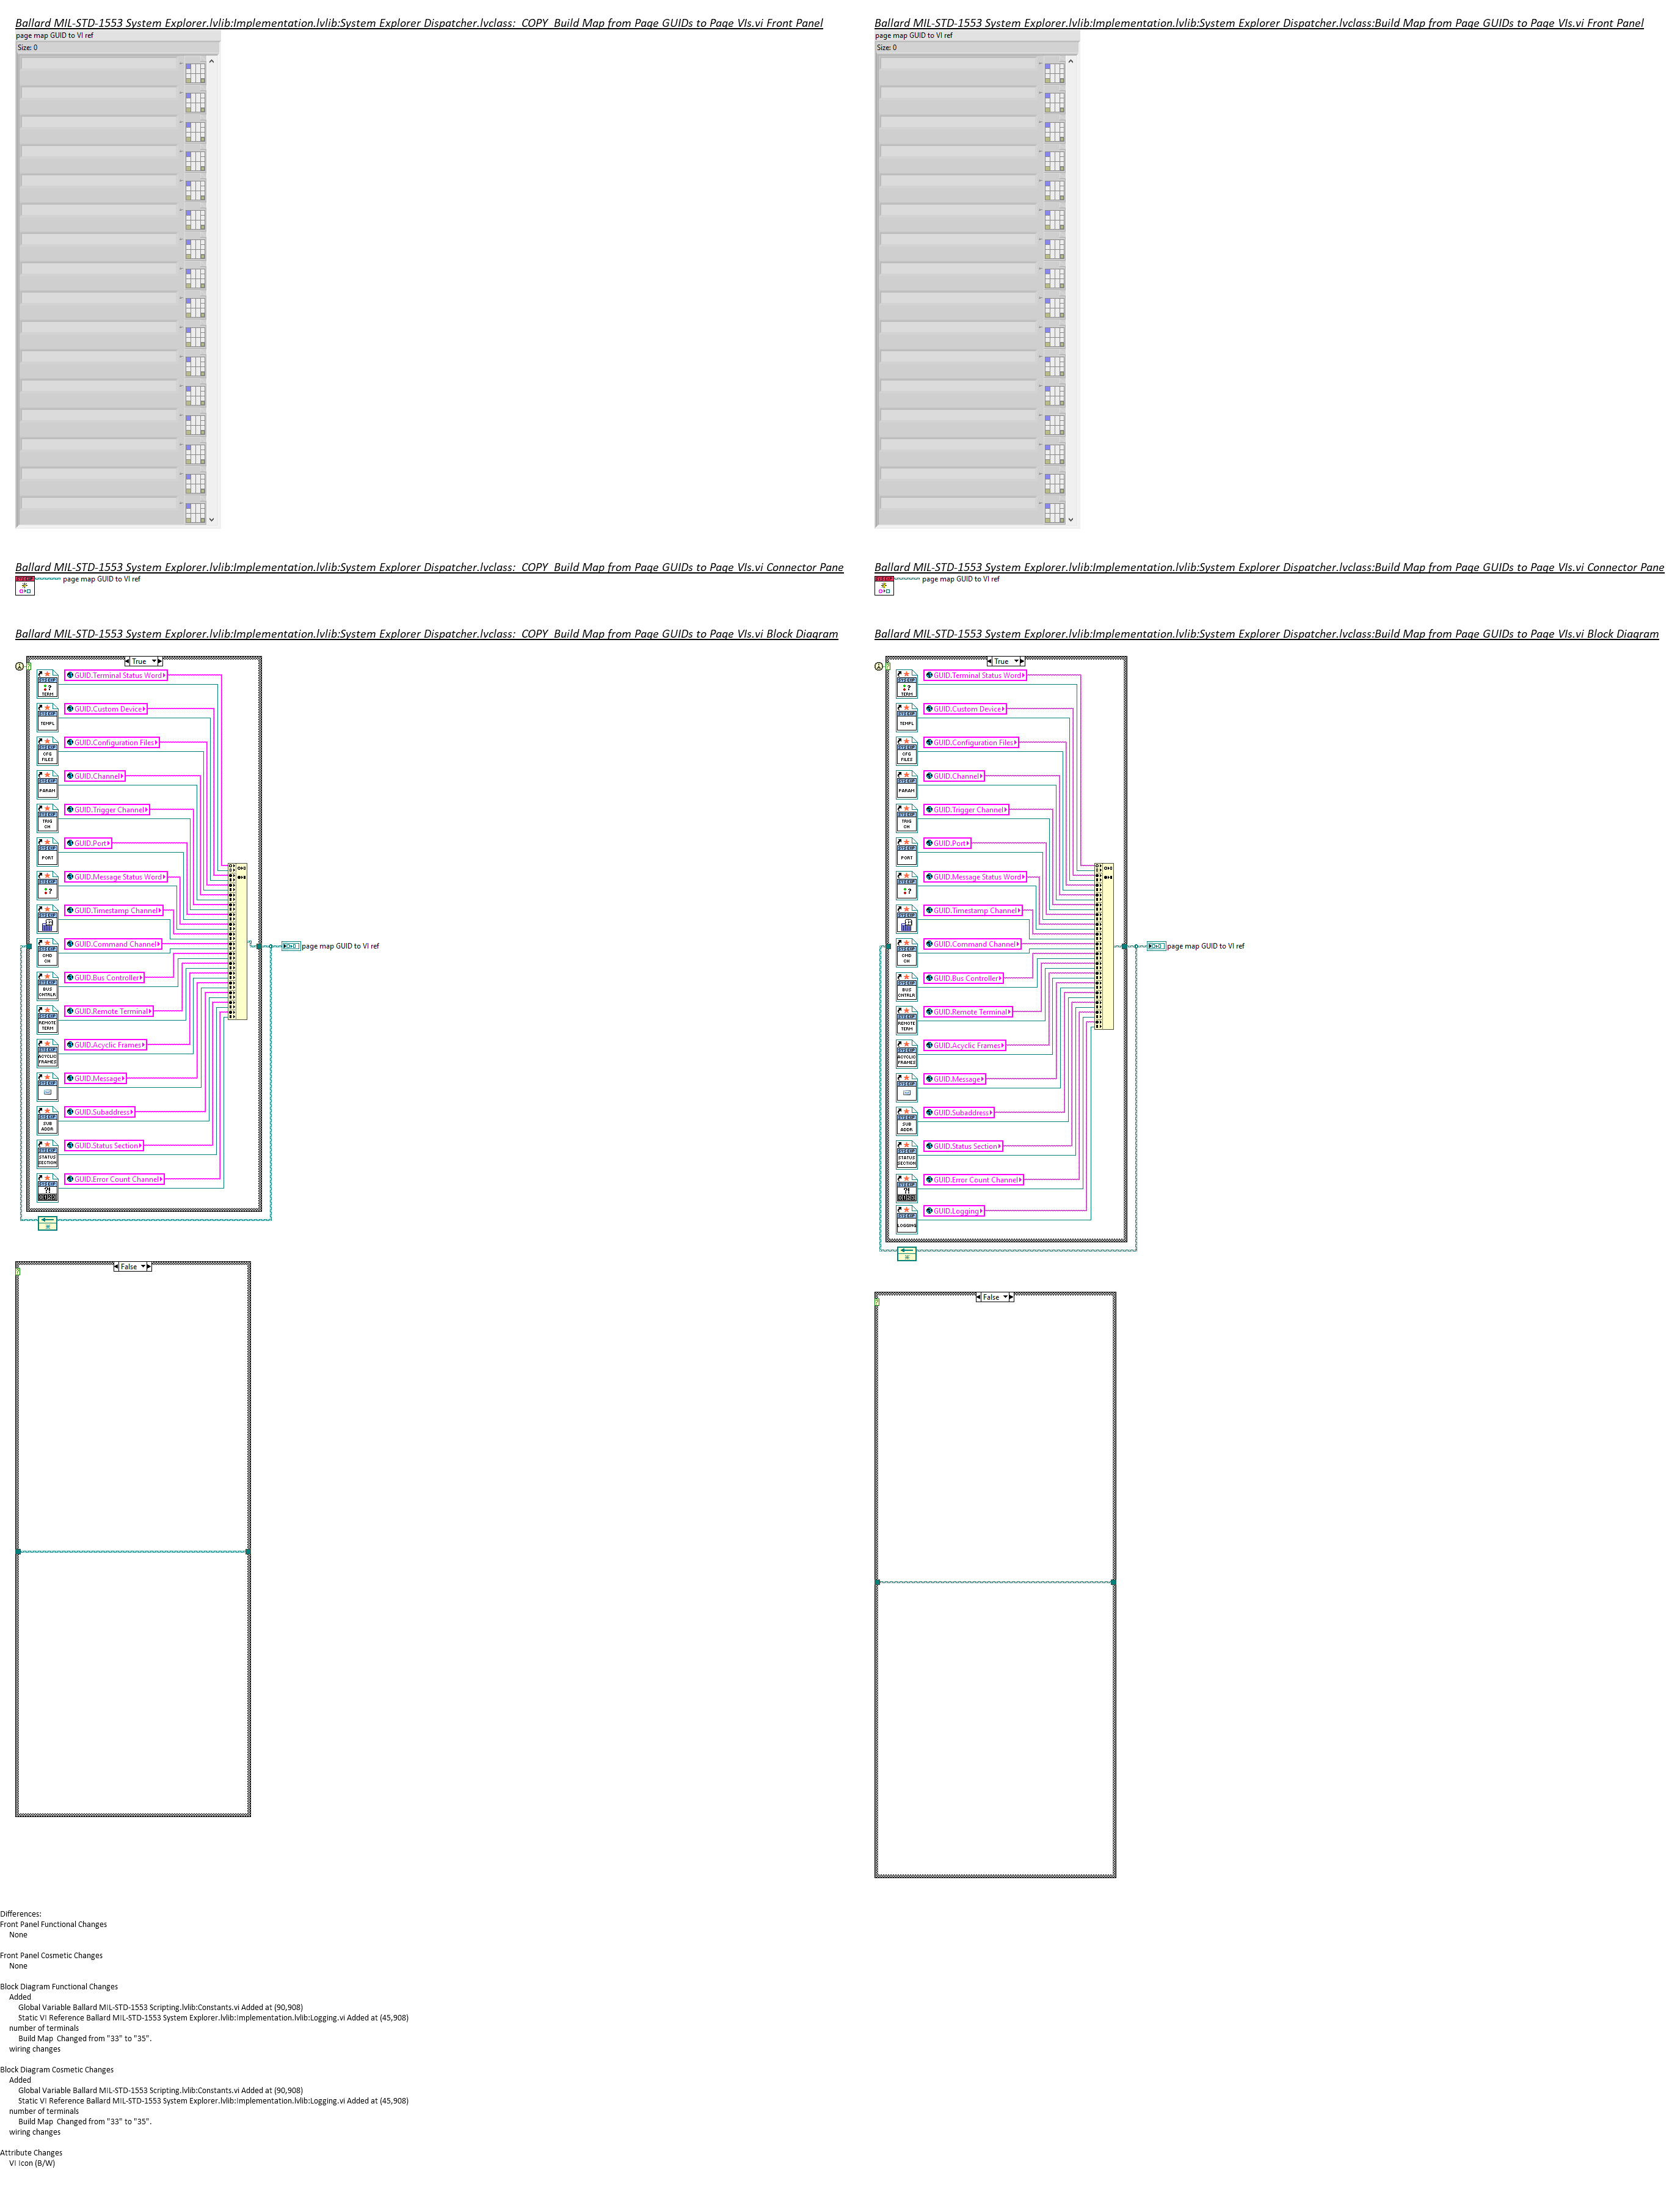 Ballard MIL-STD-1553 System Explorer.lvlib:Implementation.lvlib:System Explorer Dispatcher.lvclass:_COPY_Build Map from Page GUIDs to Page VIs.vi Front Panel
page map GUID to VI ref
Size: 0
Ballard MIL-STD-1553 System Explorer.lvlib:Implementation.lvlib:System Explorer Dispatcher.lvclass:Build Map from Page GUIDs to Page VIs.vi Front Panel
page map GUID to VI ref
Size: 0
Ballard MIL-STD-1553 System Explorer.lvlib:Implementation.lvlib:System Explorer Dispatcher.lvclass:_COPY_Build Map from Page GUIDs to Page VIs.vi Connector Pane
page map GUID to VI ref
Ballard MIL-STD-1553 System Explorer.lvlib:Implementation.lvlib:System Explorer Dispatcher.lvclass:Build Map from Page GUIDs to Page VIs.vi Connector Pane
page map GUID to VI ref
Ballard MIL-STD-1553 System Explorer.lvlib:Implementation.lvlib:System Explorer Dispatcher.lvclass:_COPY_Build Map from Page GUIDs to Page VIs.vi Block Diagram
True
TERM
GUID.Terminal Status Word
TEMPL
GUID.Custom Device
CFG FILES
GUID.Configuration Files
PARAM
GUID.Channel
TRIG CH
GUID.Trigger Channel
PORT
GUID.Port
GUID.Message Status Word
GUID.Timestamp Channel
CMD CH
GUID.Command Channel
BUS CNTRLR
GUID.Bus Controller
REMOTE TERM
GUID.Remote Terminal
ACYCLIC FRAMES
GUID.Acyclic Frames
GUID.Message
SUB ADDR
GUID.Subaddress
STATUS SECTION
GUID.Status Section
GUID.Error Count Channel
page map GUID to VI ref
False
Ballard MIL-STD-1553 System Explorer.lvlib:Implementation.lvlib:System Explorer Dispatcher.lvclass:Build Map from Page GUIDs to Page VIs.vi Block Diagram
True
TERM
GUID.Terminal Status Word
TEMPL
GUID.Custom Device
CFG FILES
GUID.Configuration Files
PARAM
GUID.Channel
TRIG CH
GUID.Trigger Channel
PORT
GUID.Port
GUID.Message Status Word
GUID.Timestamp Channel
CMD CH
GUID.Command Channel
BUS CNTRLR
GUID.Bus Controller
REMOTE TERM
GUID.Remote Terminal
ACYCLIC FRAMES
GUID.Acyclic Frames
GUID.Message
SUB ADDR
GUID.Subaddress
STATUS SECTION
GUID.Status Section
GUID.Error Count Channel
LOGGING
GUID.Logging
page map GUID to VI ref
False
Differences:
Front Panel Functional Changes
None
Front Panel Cosmetic Changes
None
Block Diagram Functional Changes
Added
Global Variable Ballard MIL-STD-1553 Scripting.lvlib:Constants.vi Added at (90,908)
Static VI Reference Ballard MIL-STD-1553 System Explorer.lvlib:Implementation.lvlib:Logging.vi Added at (45,908)
number of terminals
Build Map  Changed from "33" to "35".
wiring changes
Block Diagram Cosmetic Changes
Added
Global Variable Ballard MIL-STD-1553 Scripting.lvlib:Constants.vi Added at (90,908)
Static VI Reference Ballard MIL-STD-1553 System Explorer.lvlib:Implementation.lvlib:Logging.vi Added at (45,908)
number of terminals
Build Map  Changed from "33" to "35".
wiring changes
Attribute Changes
VI Icon (B/W)